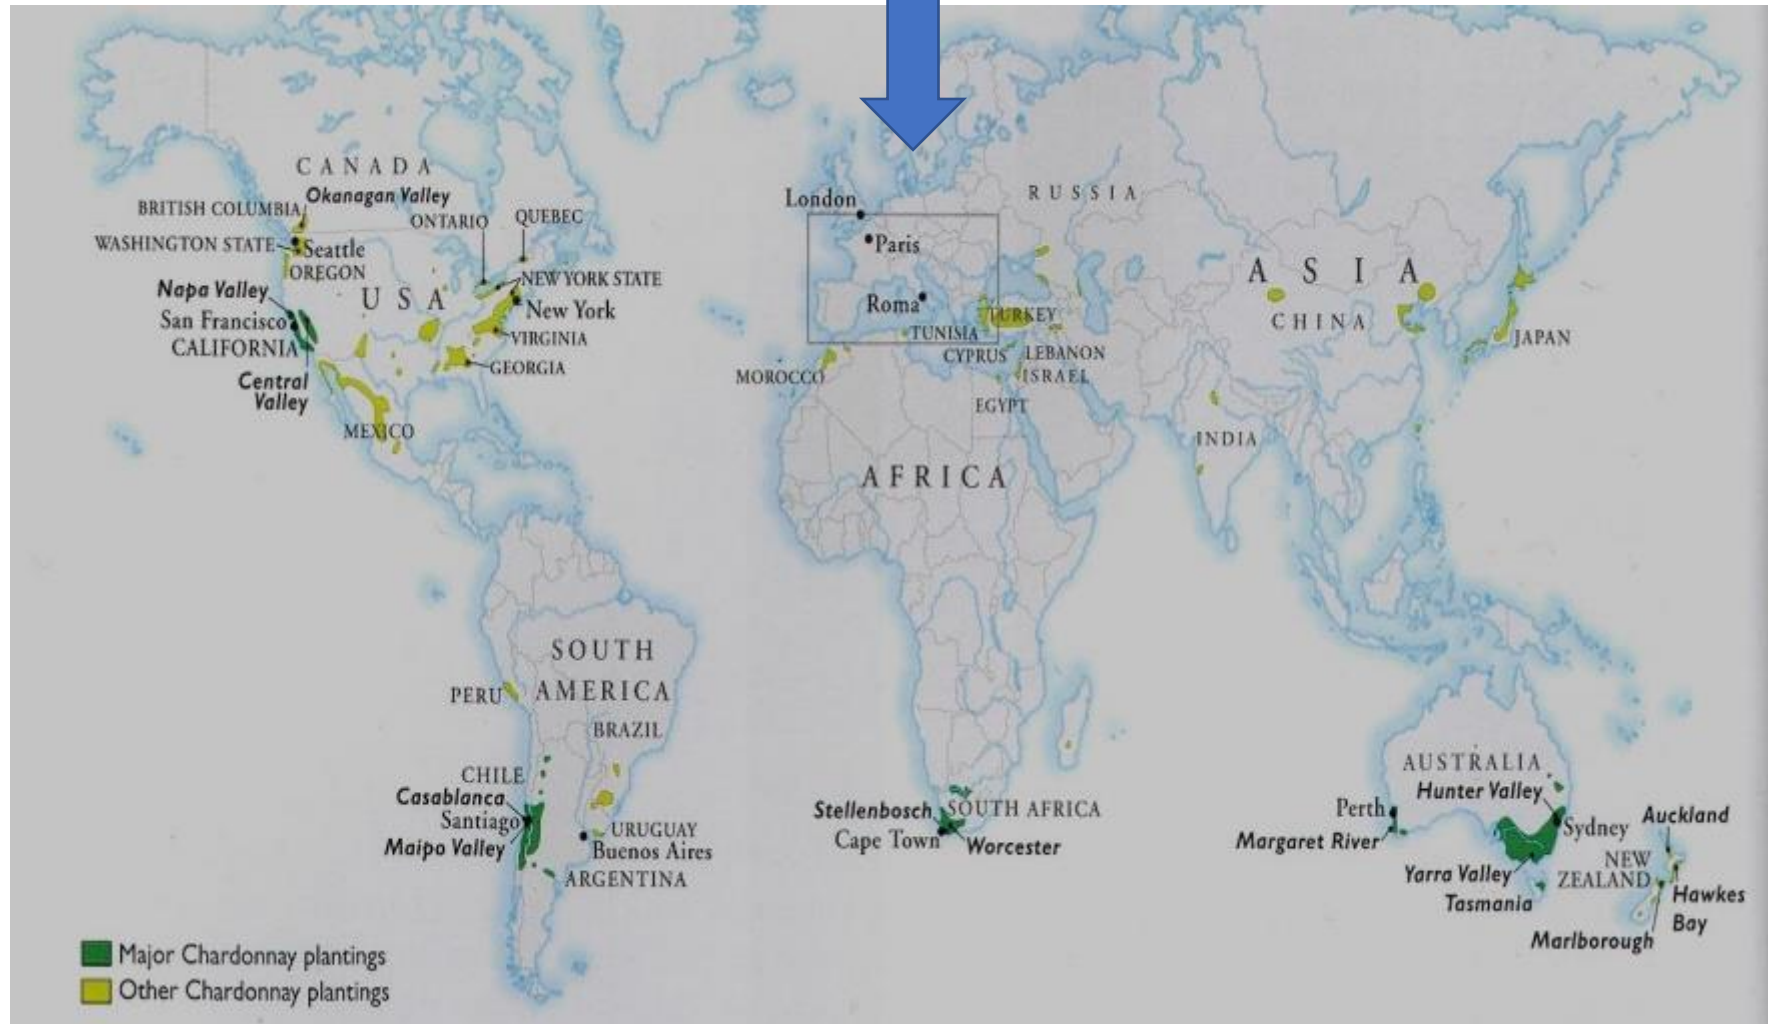 CANADA
Okanagan Valley
BRITISH COLUMBIA
ONTARIO
QUEBEC
WASHINGTON STATE
Seattle
OREGON
NEW YORK STATE
Napa Valley
USA
New York
San Francisco
VIRGINIA
CALIFORNIA
GEORGIA
Central
Valley
MEXICO
London
RUSSIA
Paris
Roma
TURKEY
TUNISIA
CYPRUS
LEBANON
MOROCCO
ISRAEL
EGYPT
ASIA
CHINA
JAPAN
INDIA
AFRICA
SOUTH
AMERICA
PERU
BRAZIL
CHILE
Casablanca
Santiago
URUGUAY
Maipo Valley
Buenos Aires
ARGENTINA
Stellenbosch
SOUTH AFRICA
Cape Town
Worcester
AUSTRALIA
Hunter Valley
Perth
Sydney
Auckland
Margaret River
NEW
ZEALAND
Yarra Valley
Tasmania
Hawkes
Bay
Marlborough
Major Chardonnay plantings
Other Chardonnay plantings